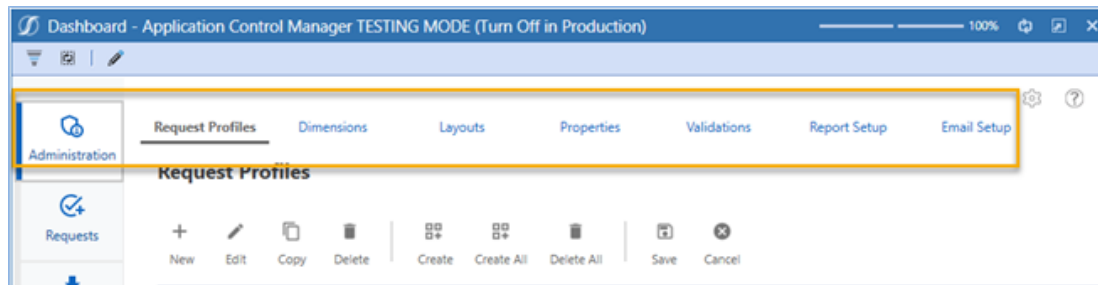 Dashboard - Application Control Manager TESTING MODE (Turn Off in Production) 100%
Request Profiles Dimensions Layouts Properties Validations Report Setup Email Setup
Administration
Request Profiles
Requests
New Edit Copy Delete Create Create All Delete All Save Cancel